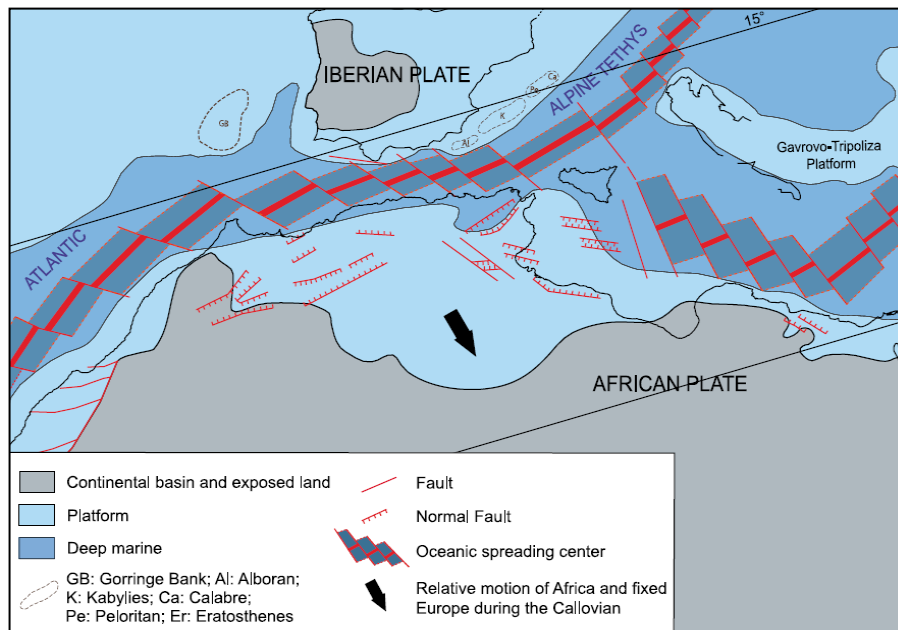 15°
IBERIAN PLATE
ALPINE TETHYS
Ca
Pe
K
Al
GB
Gavrovo-Tripoliza
Platform
ATLANTIC
AFRICAN PLATE
Continental basin and exposed land
Platform
Deep marine
GB: Gorringe Bank; Al: Alboran;
K: Kabylies; Ca: Calabre;
Pe: Peloritan; Er: Eratosthenes
Fault
Normal Fault
Oceanic spreading center
Relative motion of Africa and fixed
Europe during the Callovian